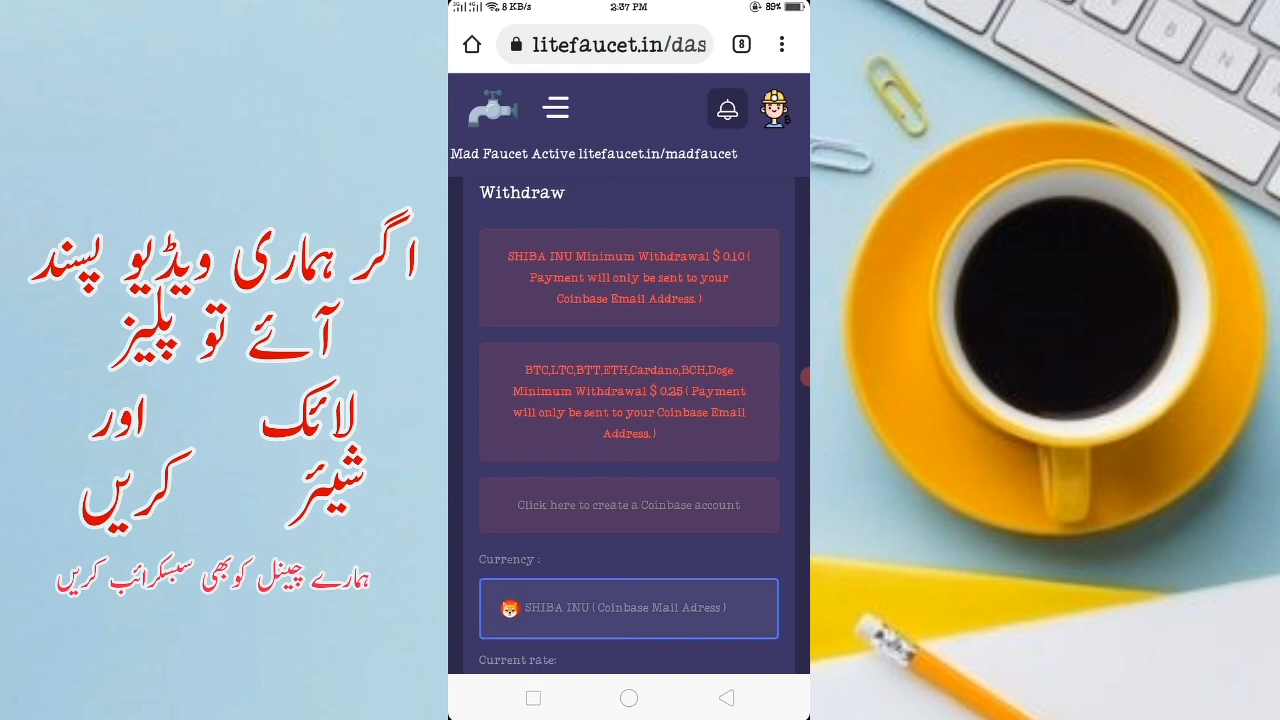 اگر ہماری ویڈیو پسند
آئے تو پلیز
لائک اور
شیئر کریں
ہمارے چینل کوبھی سبسکرائب کریں
8 KB/s
2:37 PM
89%
litefaucet.in/das
8
Mad Faucet Active litefaucet.in/madfaucet
Withdraw
SHIBA INU Minimum Withdrawal $ 0.10 (
Payment will only be sent to your
Coinbase Email Address. )
BTC,LTC,BTT,ETH,Cardano,BCH,Doge
Minimum Withdrawal $ 0.25 ( Payment
will only be sent to your Coinbase Email
Address. )
Click here to create a Coinbase account
Currency :
SHIBA INU ( Coinbase Mail Adress )
Current rate: